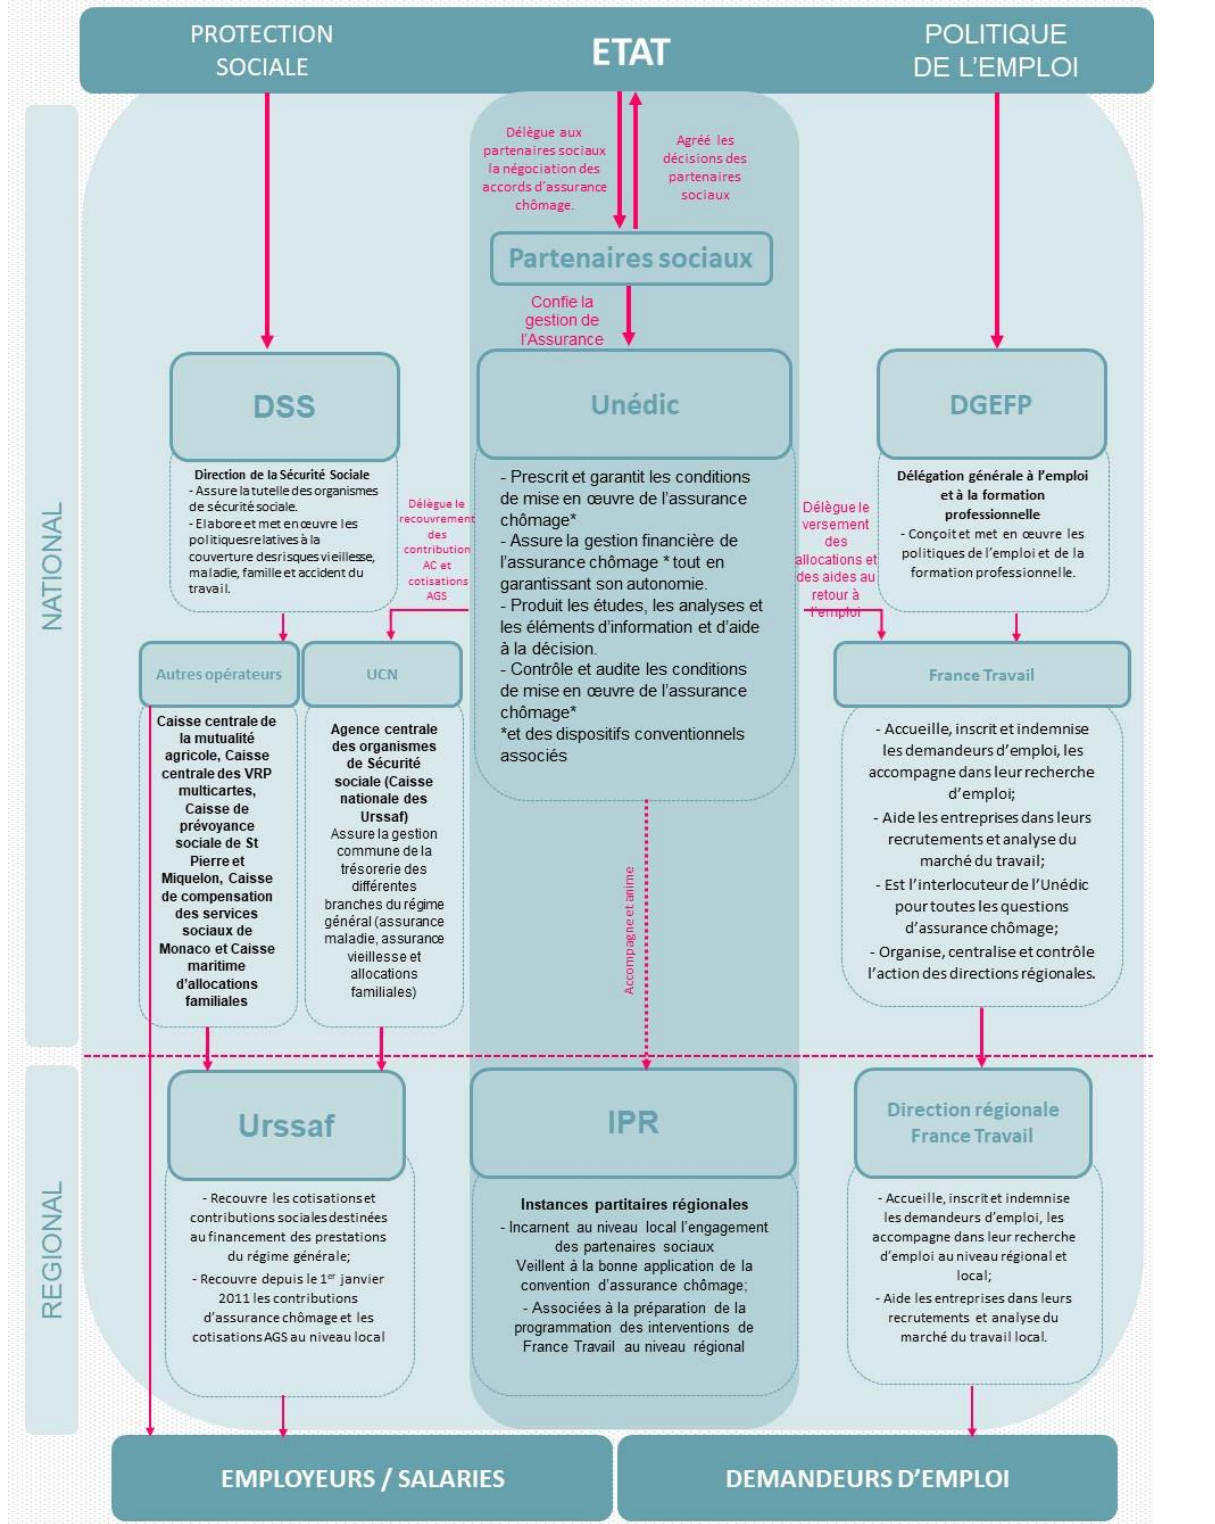 PROTECTION
SOCIALE
ETAT
POLITIQUE
DE L'EMPLOI
NATIONAL
Délègue aux
partenaires sociaux
la négociation des
accords d'assurance
chômage.
Agréé les
décisions des
partenaires
sociaux
Partenaires sociaux
Confie la
gestion de
l'Assurance
DSS
Direction de la Sécurité Sociale
- Assure la tutelle des organismes
de sécurité sociale.
- Elabore et met en œuvre les
politiques relatives à la
couverture des risques vieillesse,
maladie, famille et accident du
travail.
Délègue le
recouvrement
des
contribution
AC et
cotisations
AGS
Unédic
- Prescrit et garantit les conditions
de mise en œuvre de l'assurance
chômage*
- Assure la gestion financière de
l'assurance chômage * tout en
garantissant son autonomie.
- Produit les études, les analyses et
les éléments d'information et d'aide
à la décision.
- Contrôle et audite les conditions
de mise en œuvre de l'assurance
chômage*
*et des dispositifs conventionnels
associés
Délègue le
versement
des
allocations et
des aides au
retour à
l'emploi
DGEFP
Délégation générale à l'emploi
et à la formation
professionnelle
- Conçoit et met en œuvre les
politiques de l'emploi et de la
formation professionnelle.
Autres opérateurs
Caisse centrale de
la mutualité
agricole, Caisse
centrale des VRP
multicartes,
Caisse de
prévoyance
sociale de St
Pierre et
Miquelon, Caisse
de compensation
des services
sociaux de
Monaco et Caisse
maritime
d'allocations
familiales
UCN
Agence centrale
des organismes
de Sécurité
sociale (Caisse
nationale des
Urssaf)
Assure la gestion
commune de la
trésorerie des
différentes
branches du régime
général (assurance
maladie, assurance
vieillesse et
allocations
familiales)
Accompagne et anime
France Travail
- Accueille, inscrit et indemnise
les demandeurs d'emploi, les
accompagne dans leur recherche
d'emploi;
- Aide les entreprises dans leurs
recrutements et analyse du
marché du travail;
- Est l'interlocuteur de l'Unédic
pour toutes les questions
d'assurance chômage;
- Organise, centralise et contrôle
l'action des directions régionales.
REGIONAL
Urssaf
- Recouvre les cotisations et
contributions sociales destinées
au financement des prestations
du régime générale;
- Recouvre depuis le 1er janvier
2011 les contributions
d'assurance chômage et les
cotisations AGS au niveau local
IPR
Instances partitaires régionales
- Incarnent au niveau local l'engagement
des partenaires sociaux
Veillent à la bonne application de la
convention d'assurance chômage;
- Associées à la préparation de la
programmation des interventions de
France Travail au niveau régional
Direction régionale
France Travail
- Accueille, inscrit et indemnise
les demandeurs d'emploi, les
accompagne dans leur recherche
d'emploi au niveau régional et
local;
- Aide les entreprises dans leurs
recrutements et analyse du
marché du travail local.
EMPLOYEURS / SALARIES
DEMANDEURS D'EMPLOI